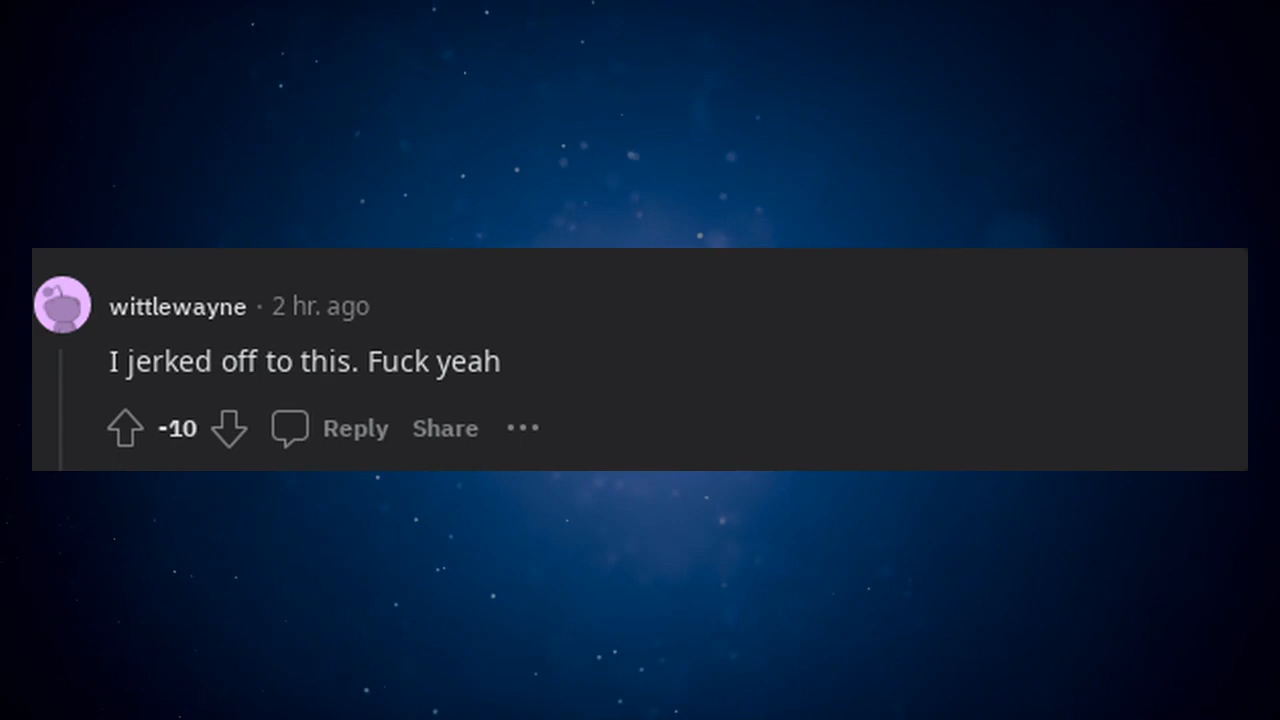 wittlewayne · 2 hr. ago
I jerked off to this. Fuck yeah
-10 Reply Share ...